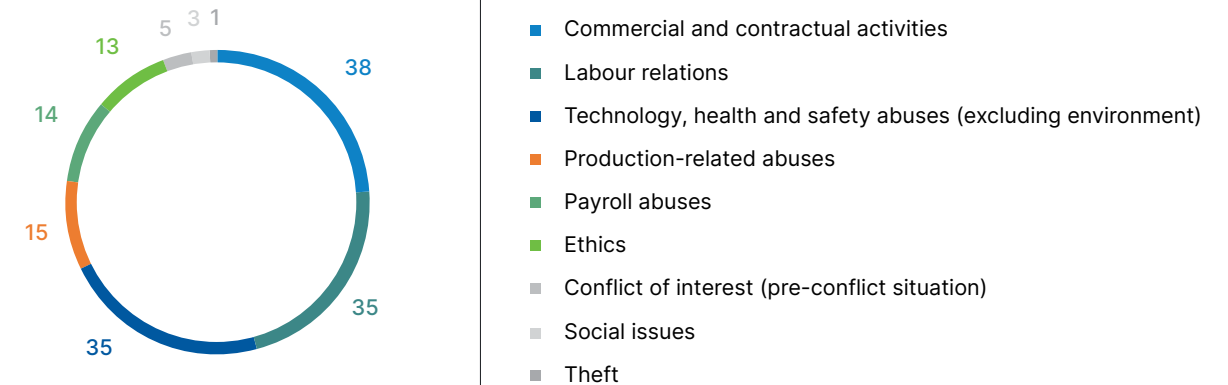 5 3 1
13
38
14
15
35
35
Commercial and contractual activities
Labour relations
Technology, health and safety abuses (excluding environment)
Production-related abuses
Payroll abuses
Ethics
Conflict of interest (pre-conflict situation)
Social issues
Theft